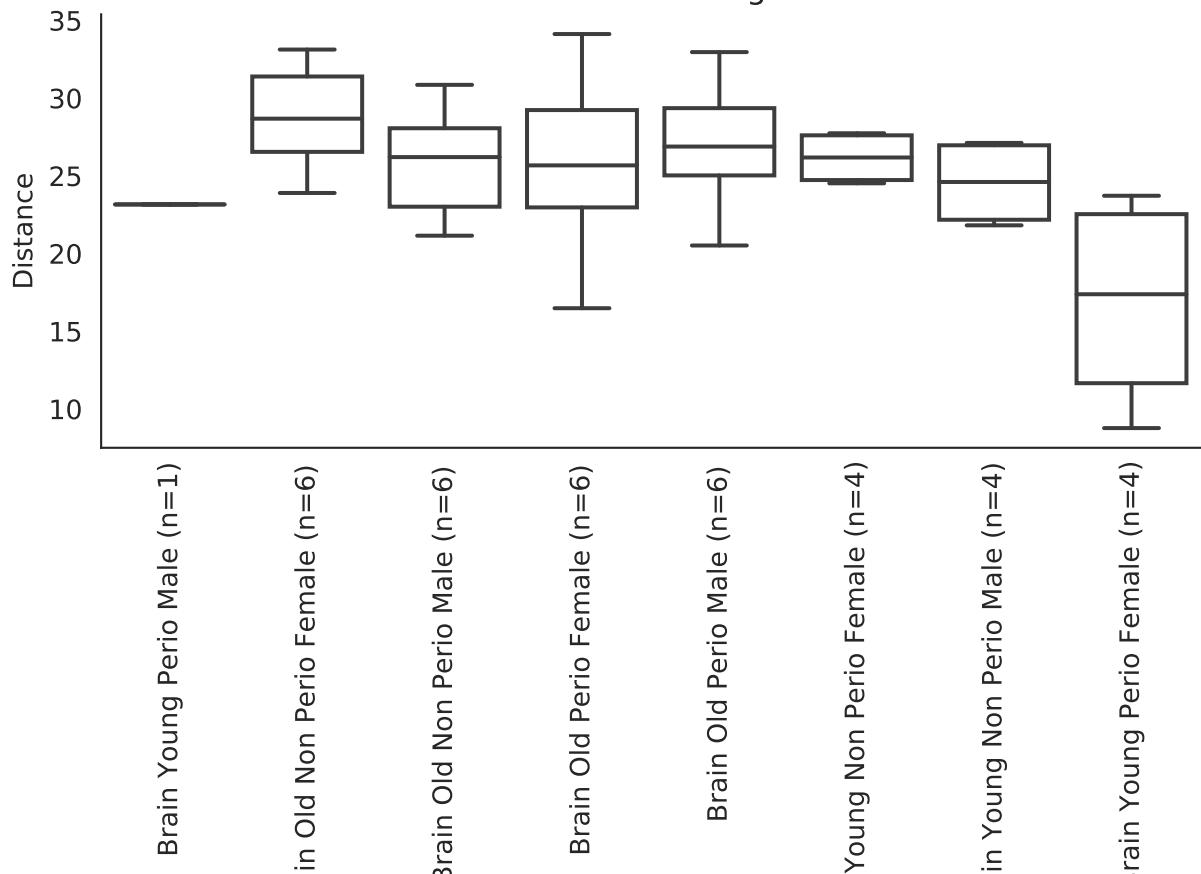 35
30
25
20
15
10
Distance
Brain Young Perio Male (n=1)
in Old Non Perio Female (n=6)
Brain Old Non Perio Male (n=6)
Brain Old Perio Female (n=6)
Brain Old Perio Male (n=6)
Young Non Perio Female (n=4)
in Young Non Perio Male (n=4)
rain Young Perio Female (n=4)